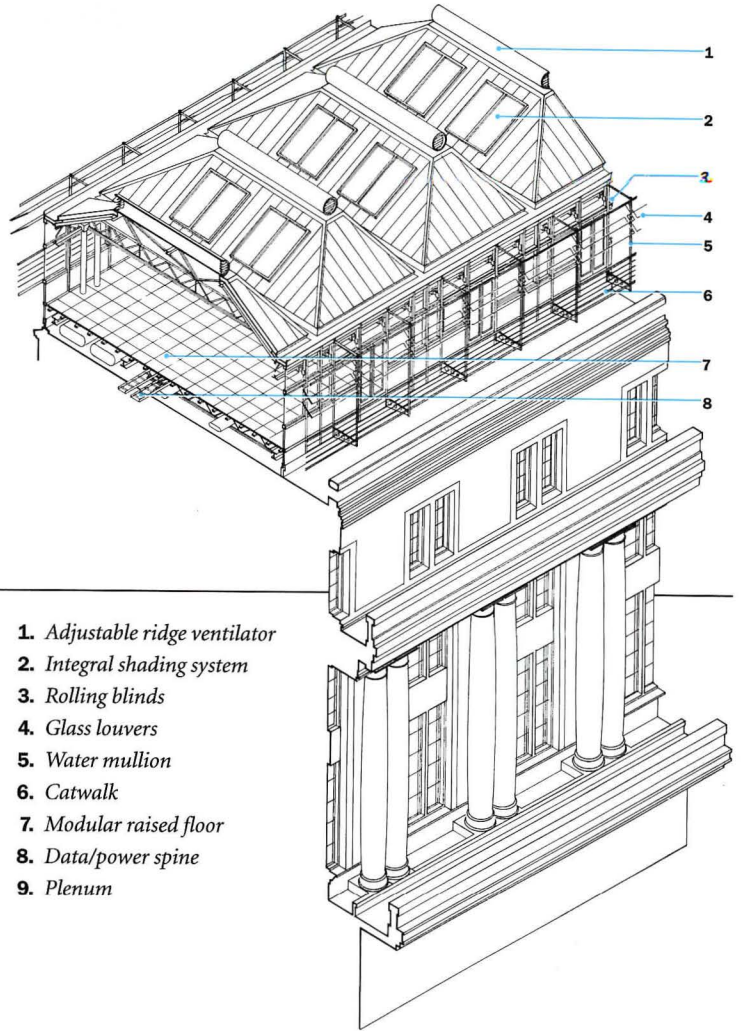 1
2
3
4
5
6
7
8
1. Adjustable ridge ventilator
2. Integral shading system
3. Rolling blinds
4. Glass louvers
5. Water mullion
6. Catwalk
7. Modular raised floor
8. Data/power spine
9. Plenum